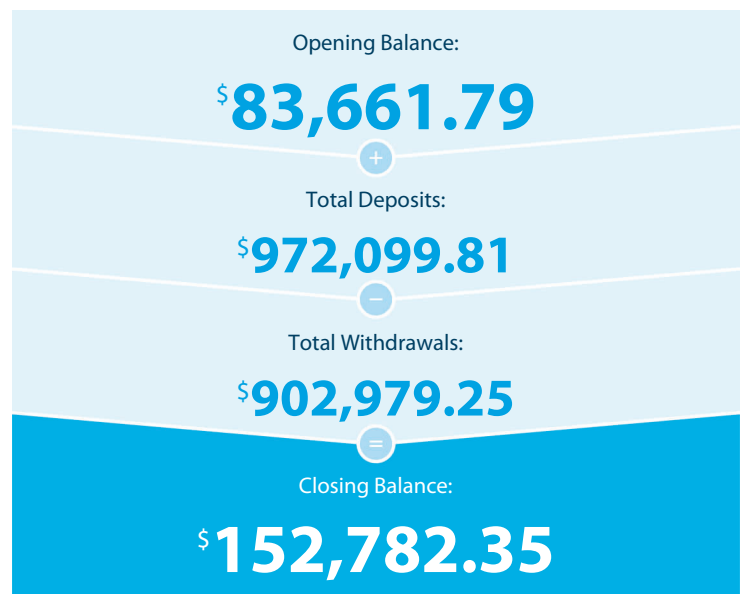 Opening Balance:
$83,661.79
+
Total Deposits:
$972,099.81
−
Total Withdrawals:
$902,979.25
=
Closing Balance:
$152,782.35